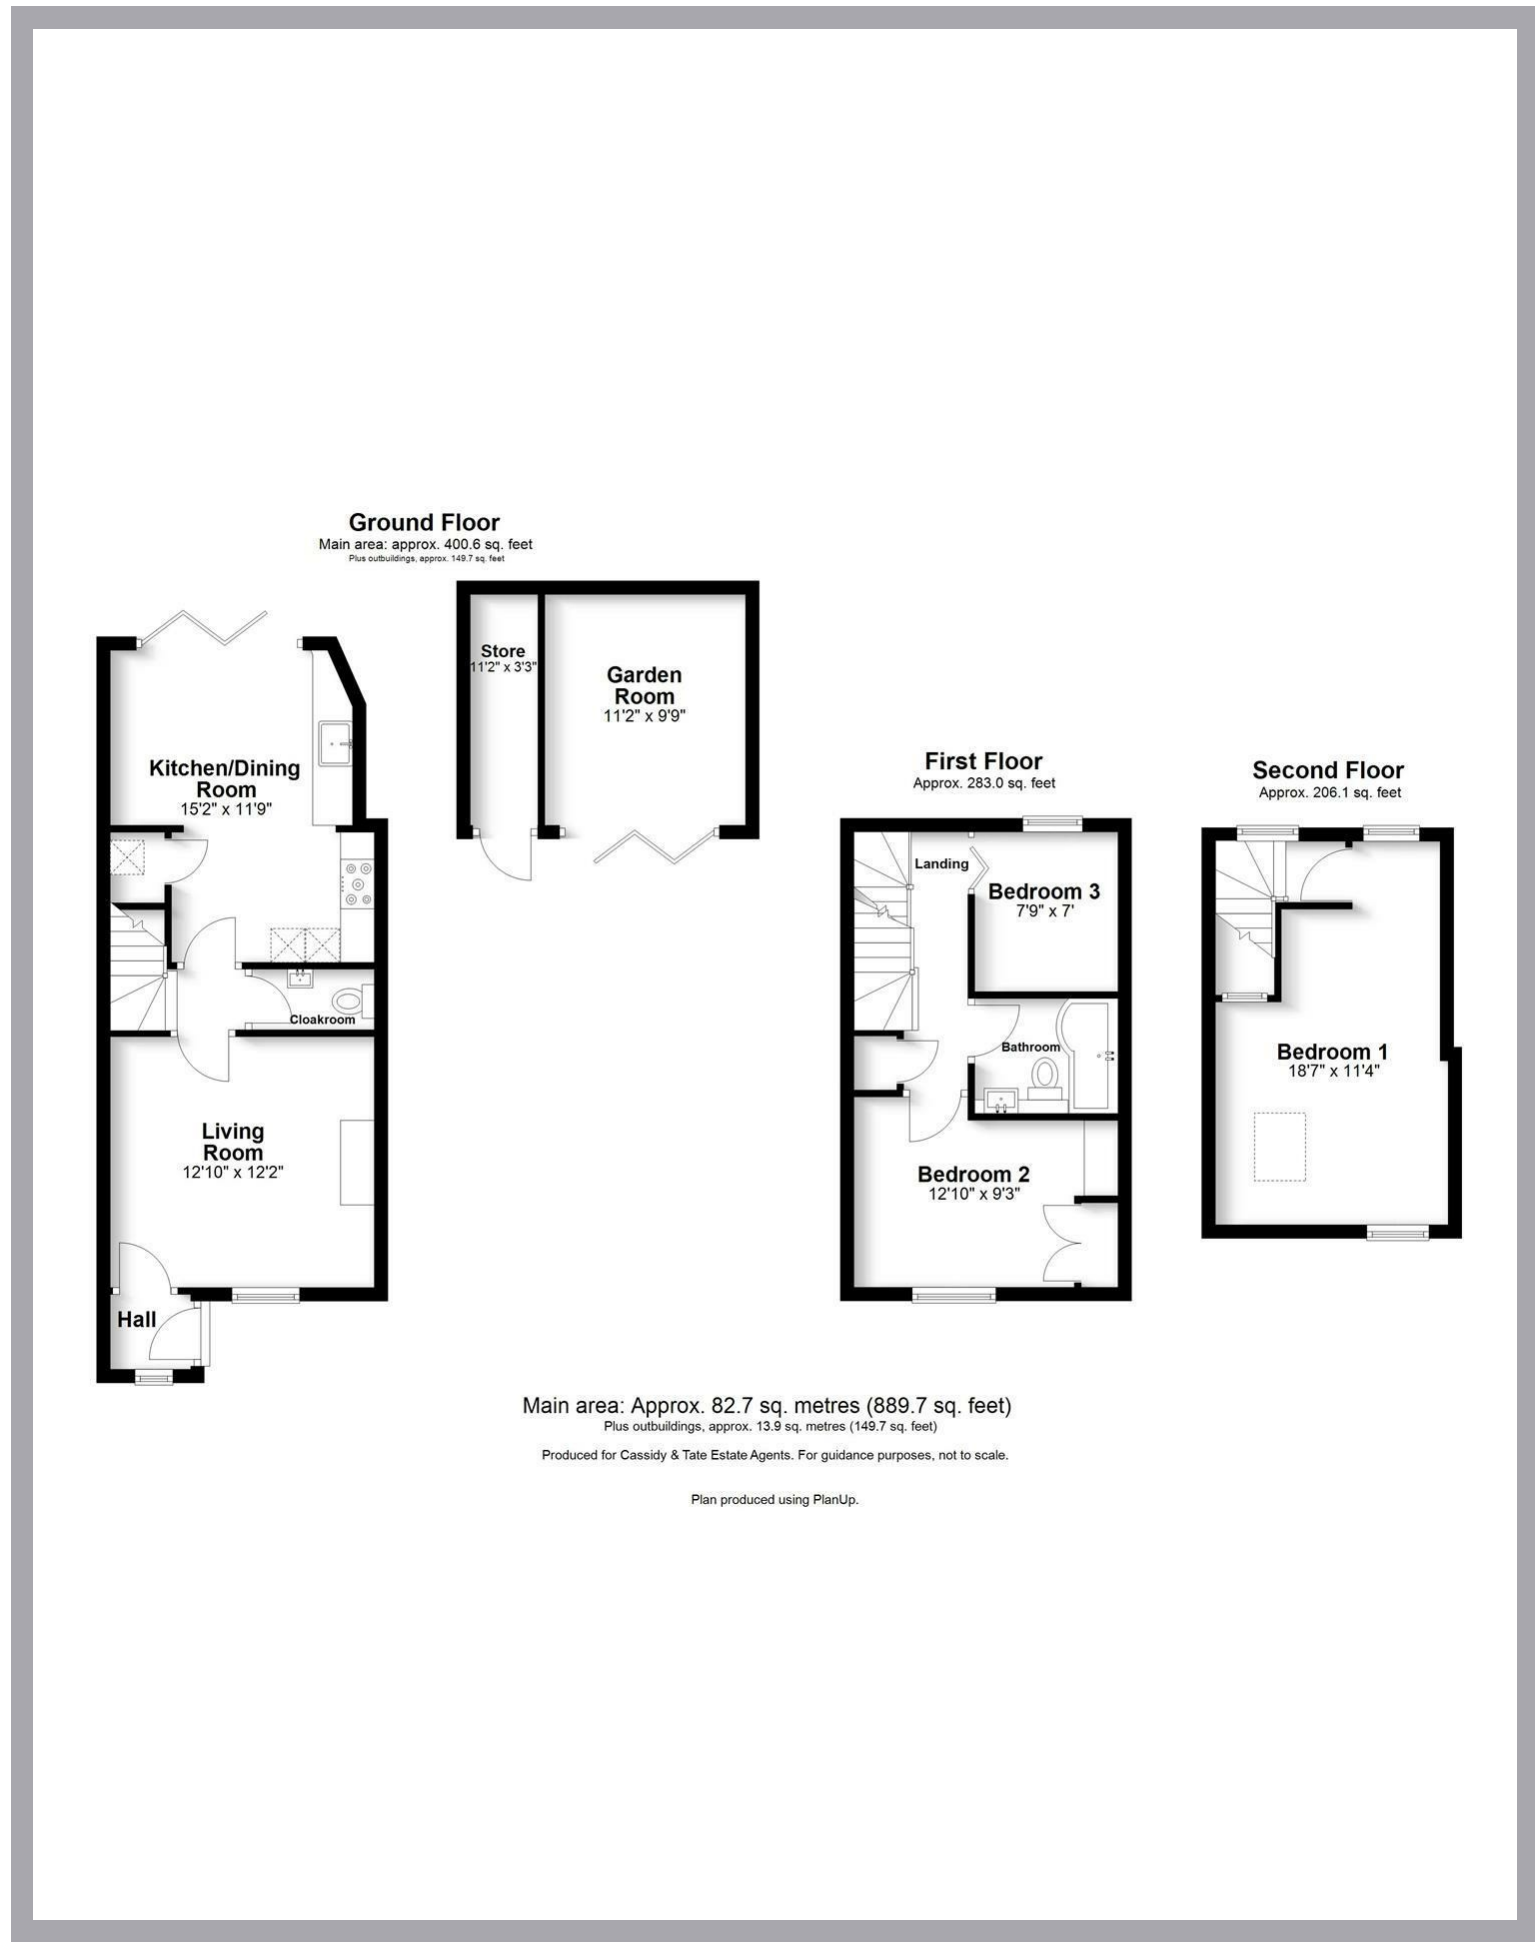 Ground Floor
Main area: approx. 400.6 sq. feet
Plus outbuildings, approx. 149.7 sq. feet
Store
11'2" x 3'3"
Garden
Room
11'2" x 9'9"
Kitchen/Dining
Room
15'2" x 11'9"
Cloakroom
Living
Room
12'10" x 12'2"
Hall
First Floor
Approx. 283.0 sq. feet
Landing
Bedroom 3
7'9" x 7'
Bathroom
Bedroom 2
12'10" x 9'3"
Second Floor
Approx. 206.1 sq. feet
Bedroom 1
18'7" x 11'4"
Main area: Approx. 82.7 sq. metres (889.7 sq. feet)
Plus outbuildings, approx. 13.9 sq. metres (149.7 sq. feet)
Produced for Cassidy & Tate Estate Agents. For guidance purposes, not to scale.
Plan produced using PlanUp.